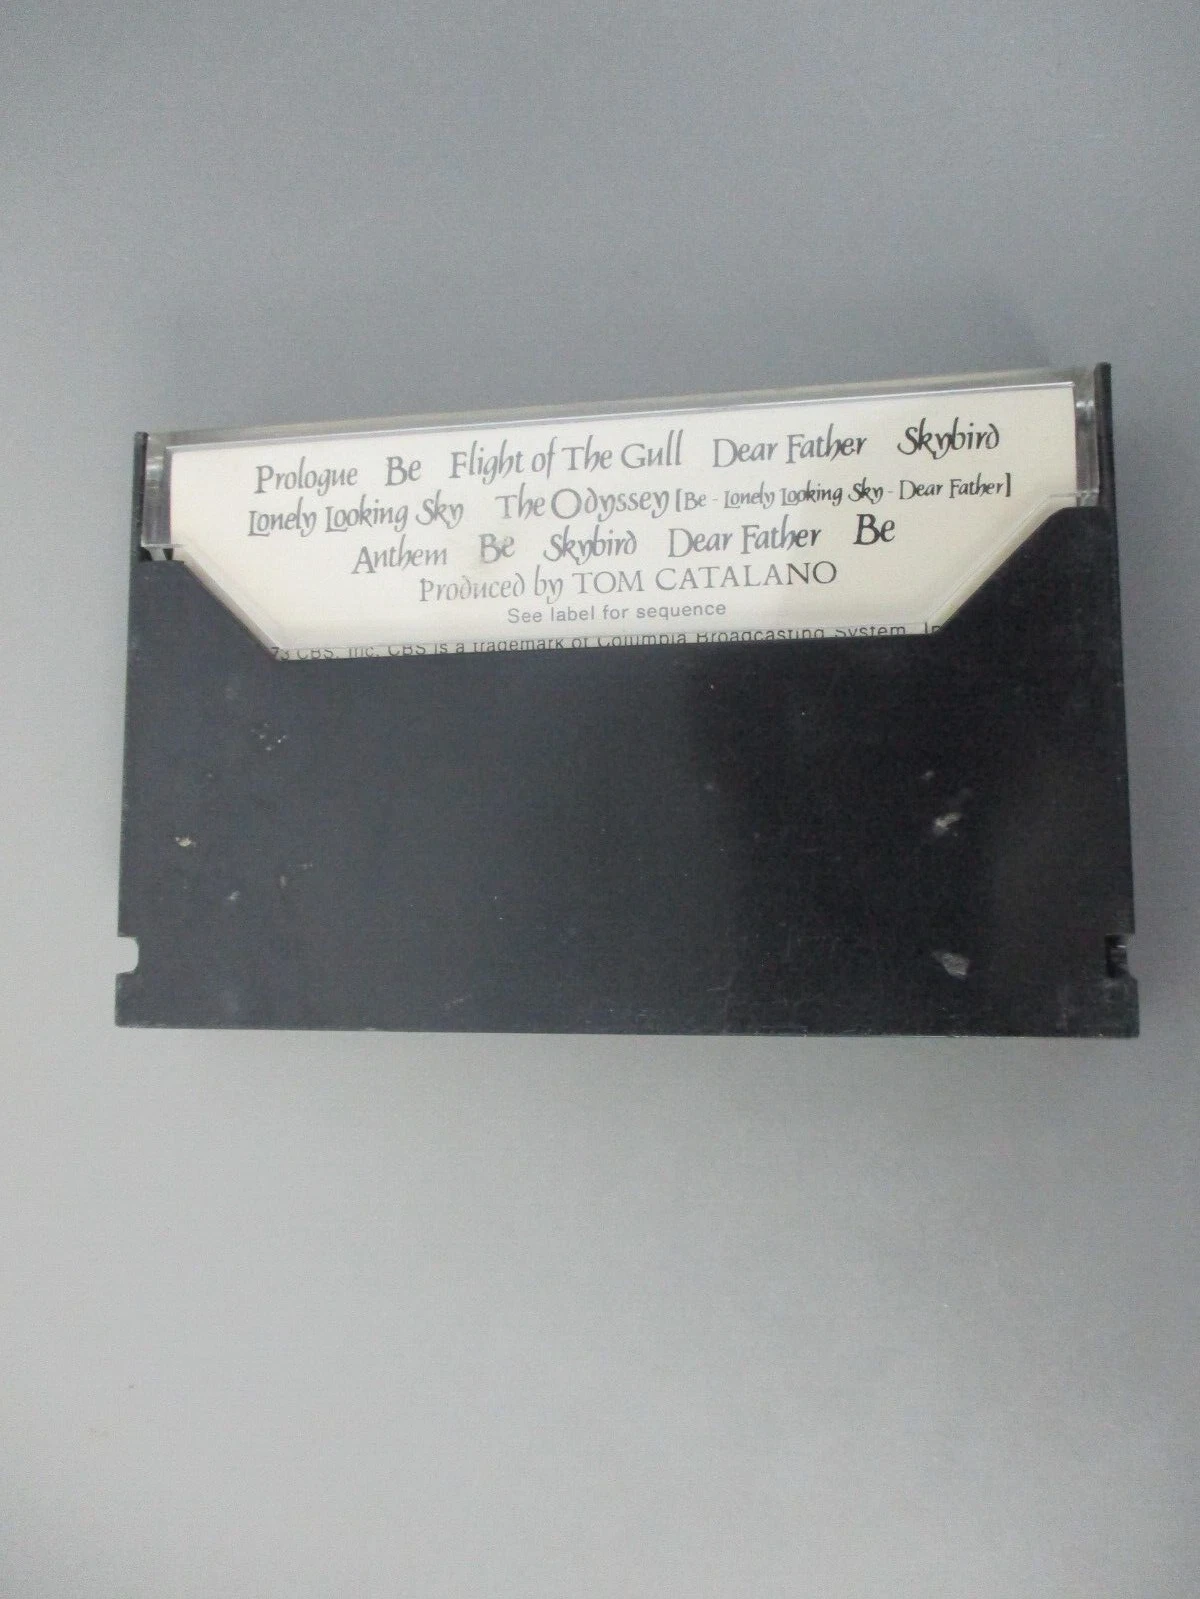 Prologue Be Flight of The Gull Dear Father Skybird
Lonely Looking Sky The Odyssey [Be - Lonely Looking Sky - Dear Father]
Anthem Be Skybird Dear Father Be
Produced by TOM CATALANO
See label for sequence
73 CBS, Inc. CBS is a trademark of Columbia Broadcasting System,